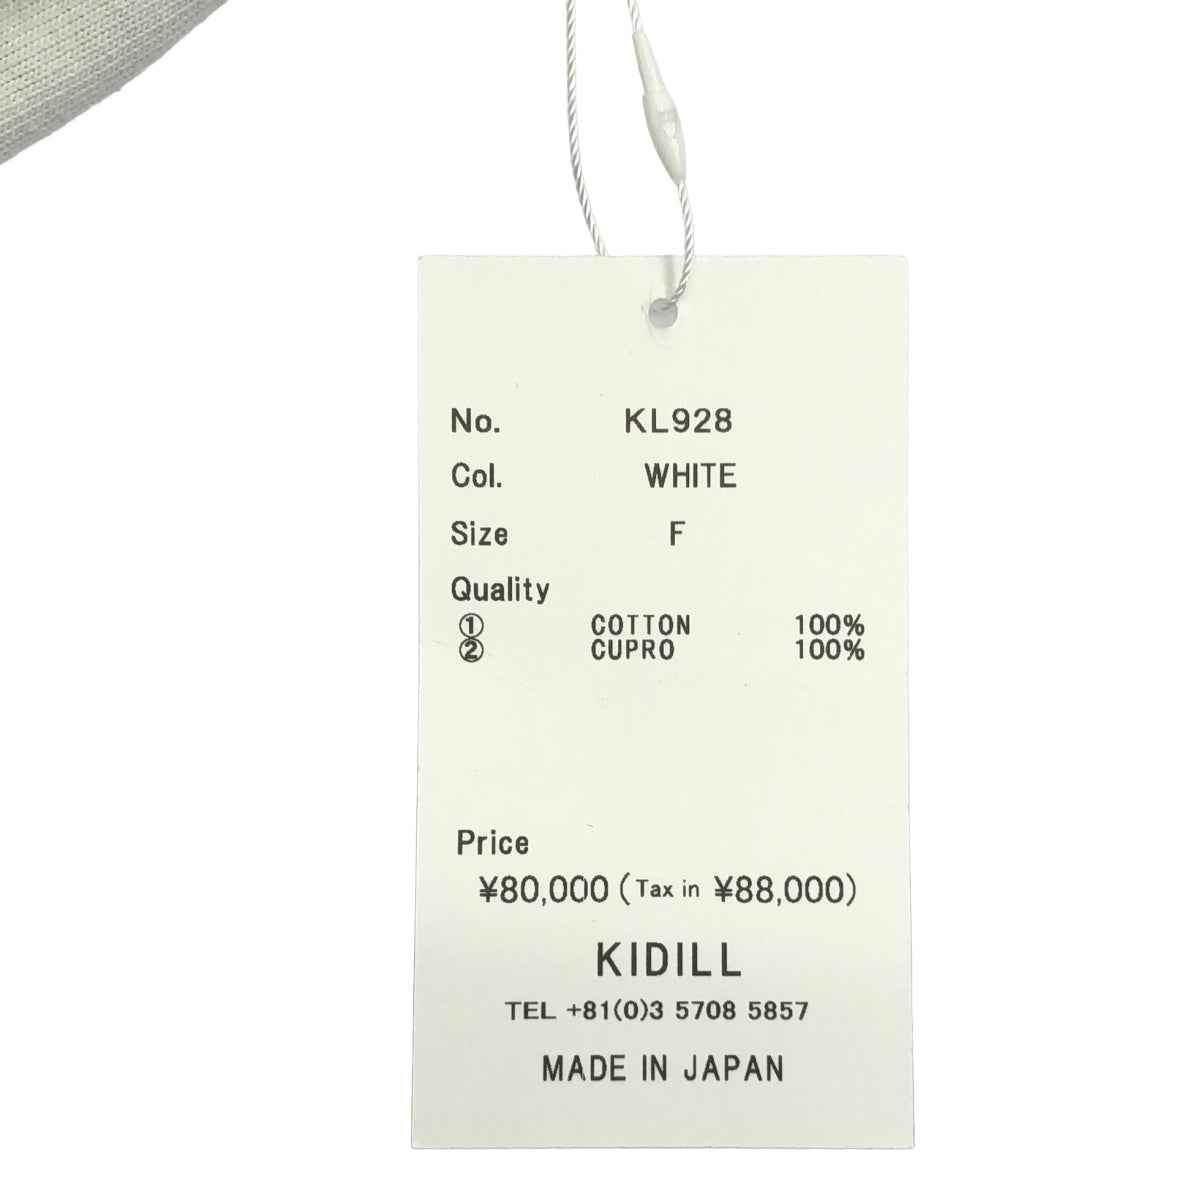 No. KL928
Col. WHITE
Size F
Quality
① COTTON 100%
② CUPRO 100%
Price
¥80,000 (Tax in ¥88,000)
KIDILL
TEL +81(0)3 5708 5857
MADE IN JAPAN